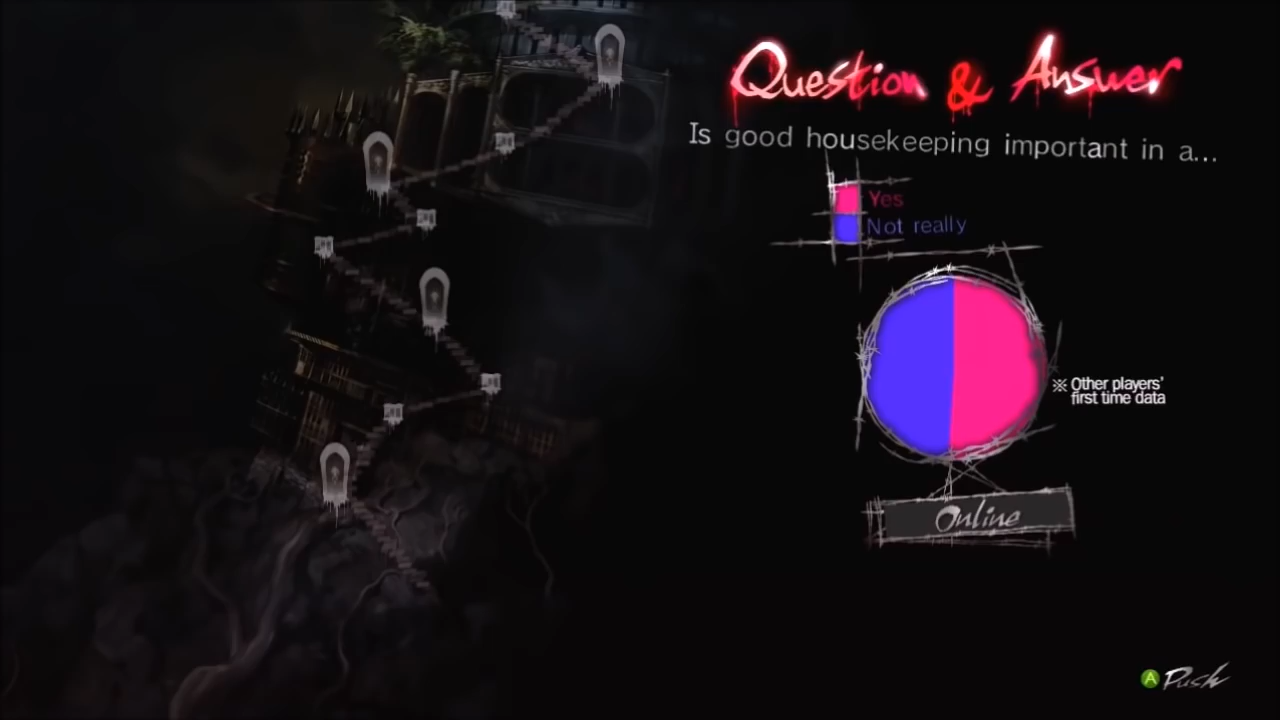 Question & Answer
Is good housekeeping important in a...
Yes
Not really
※ Other players'
first time data
Online
A Push